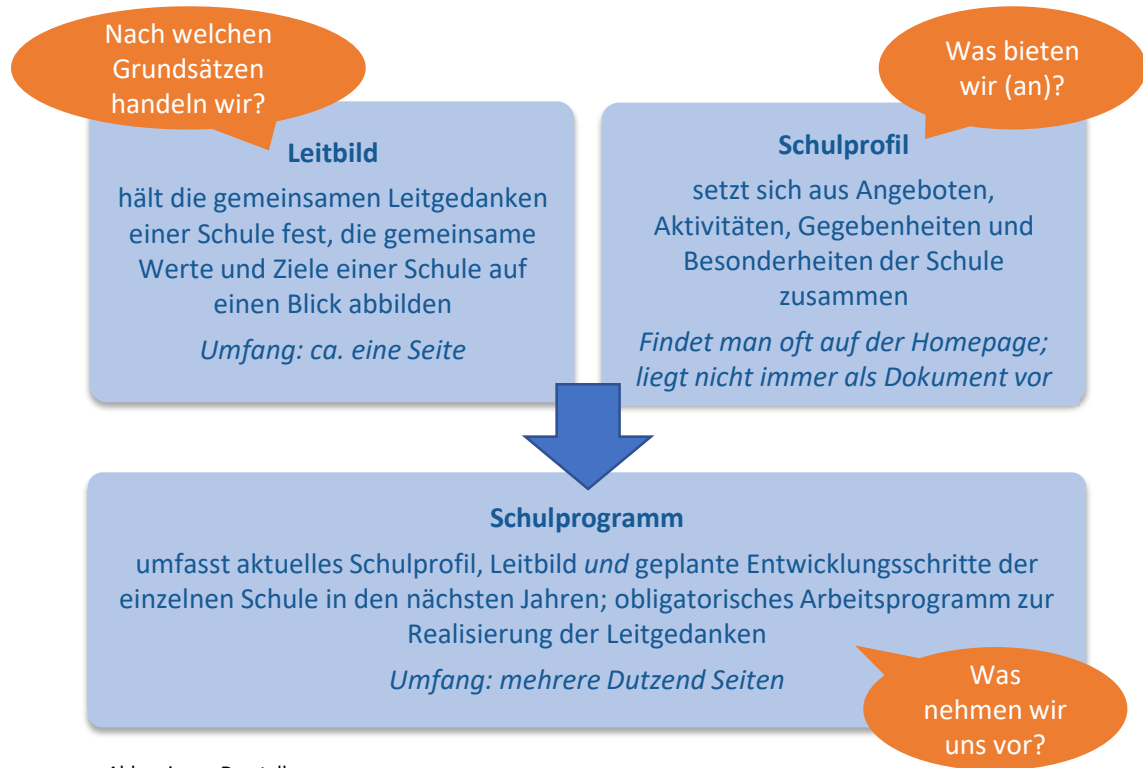 Nach welchen
Grundsätzen
handeln wir?
Was bieten
wir (an)?
Leitbild
hält die gemeinsamen Leitgedanken
einer Schule fest, die gemeinsame
Werte und Ziele einer Schule auf
einen Blick abbilden
Umfang: ca. eine Seite
Schulprofil
setzt sich aus Angeboten,
Aktivitäten, Gegebenheiten und
Besonderheiten der Schule
zusammen
Findet man oft auf der Homepage;
liegt nicht immer als Dokument vor
Schulprogramm
umfasst aktuelles Schulprofil, Leitbild und geplante Entwicklungsschritte der
einzelnen Schule in den nächsten Jahren; obligatorisches Arbeitsprogramm zur
Realisierung der Leitgedanken
Umfang: mehrere Dutzend Seiten
Was
nehmen wir
uns vor?